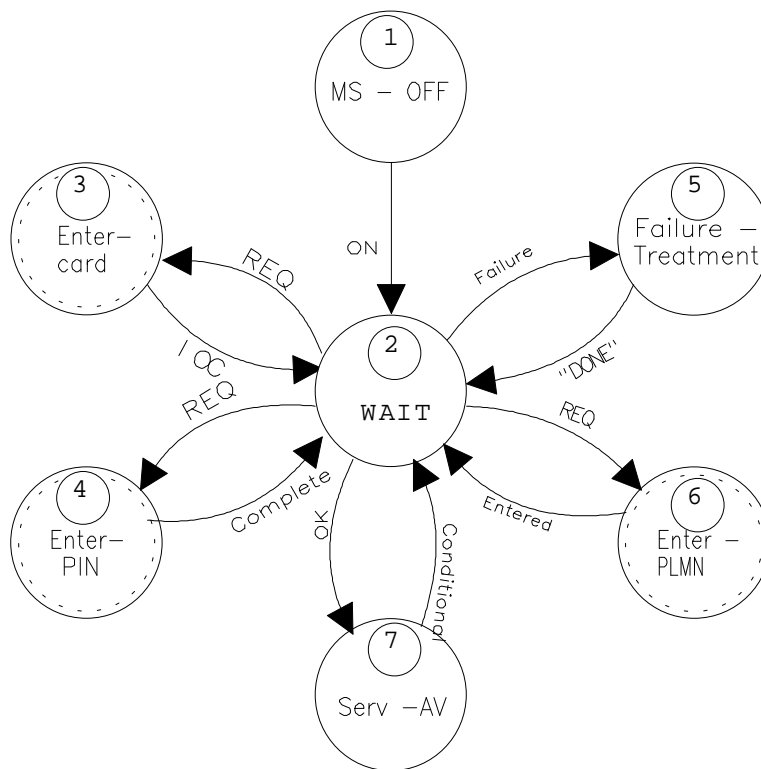 1
MS - OFF
3
Enter-
card
5
Failure -
Treatment
ON
REQ
Failure
I OC
"DONE"
2
WAIT
REQ
REQ
4
Enter-
PIN
Complete
Entered
6
Enter -
PLMN
OK
Conditional
7
Serv -AV